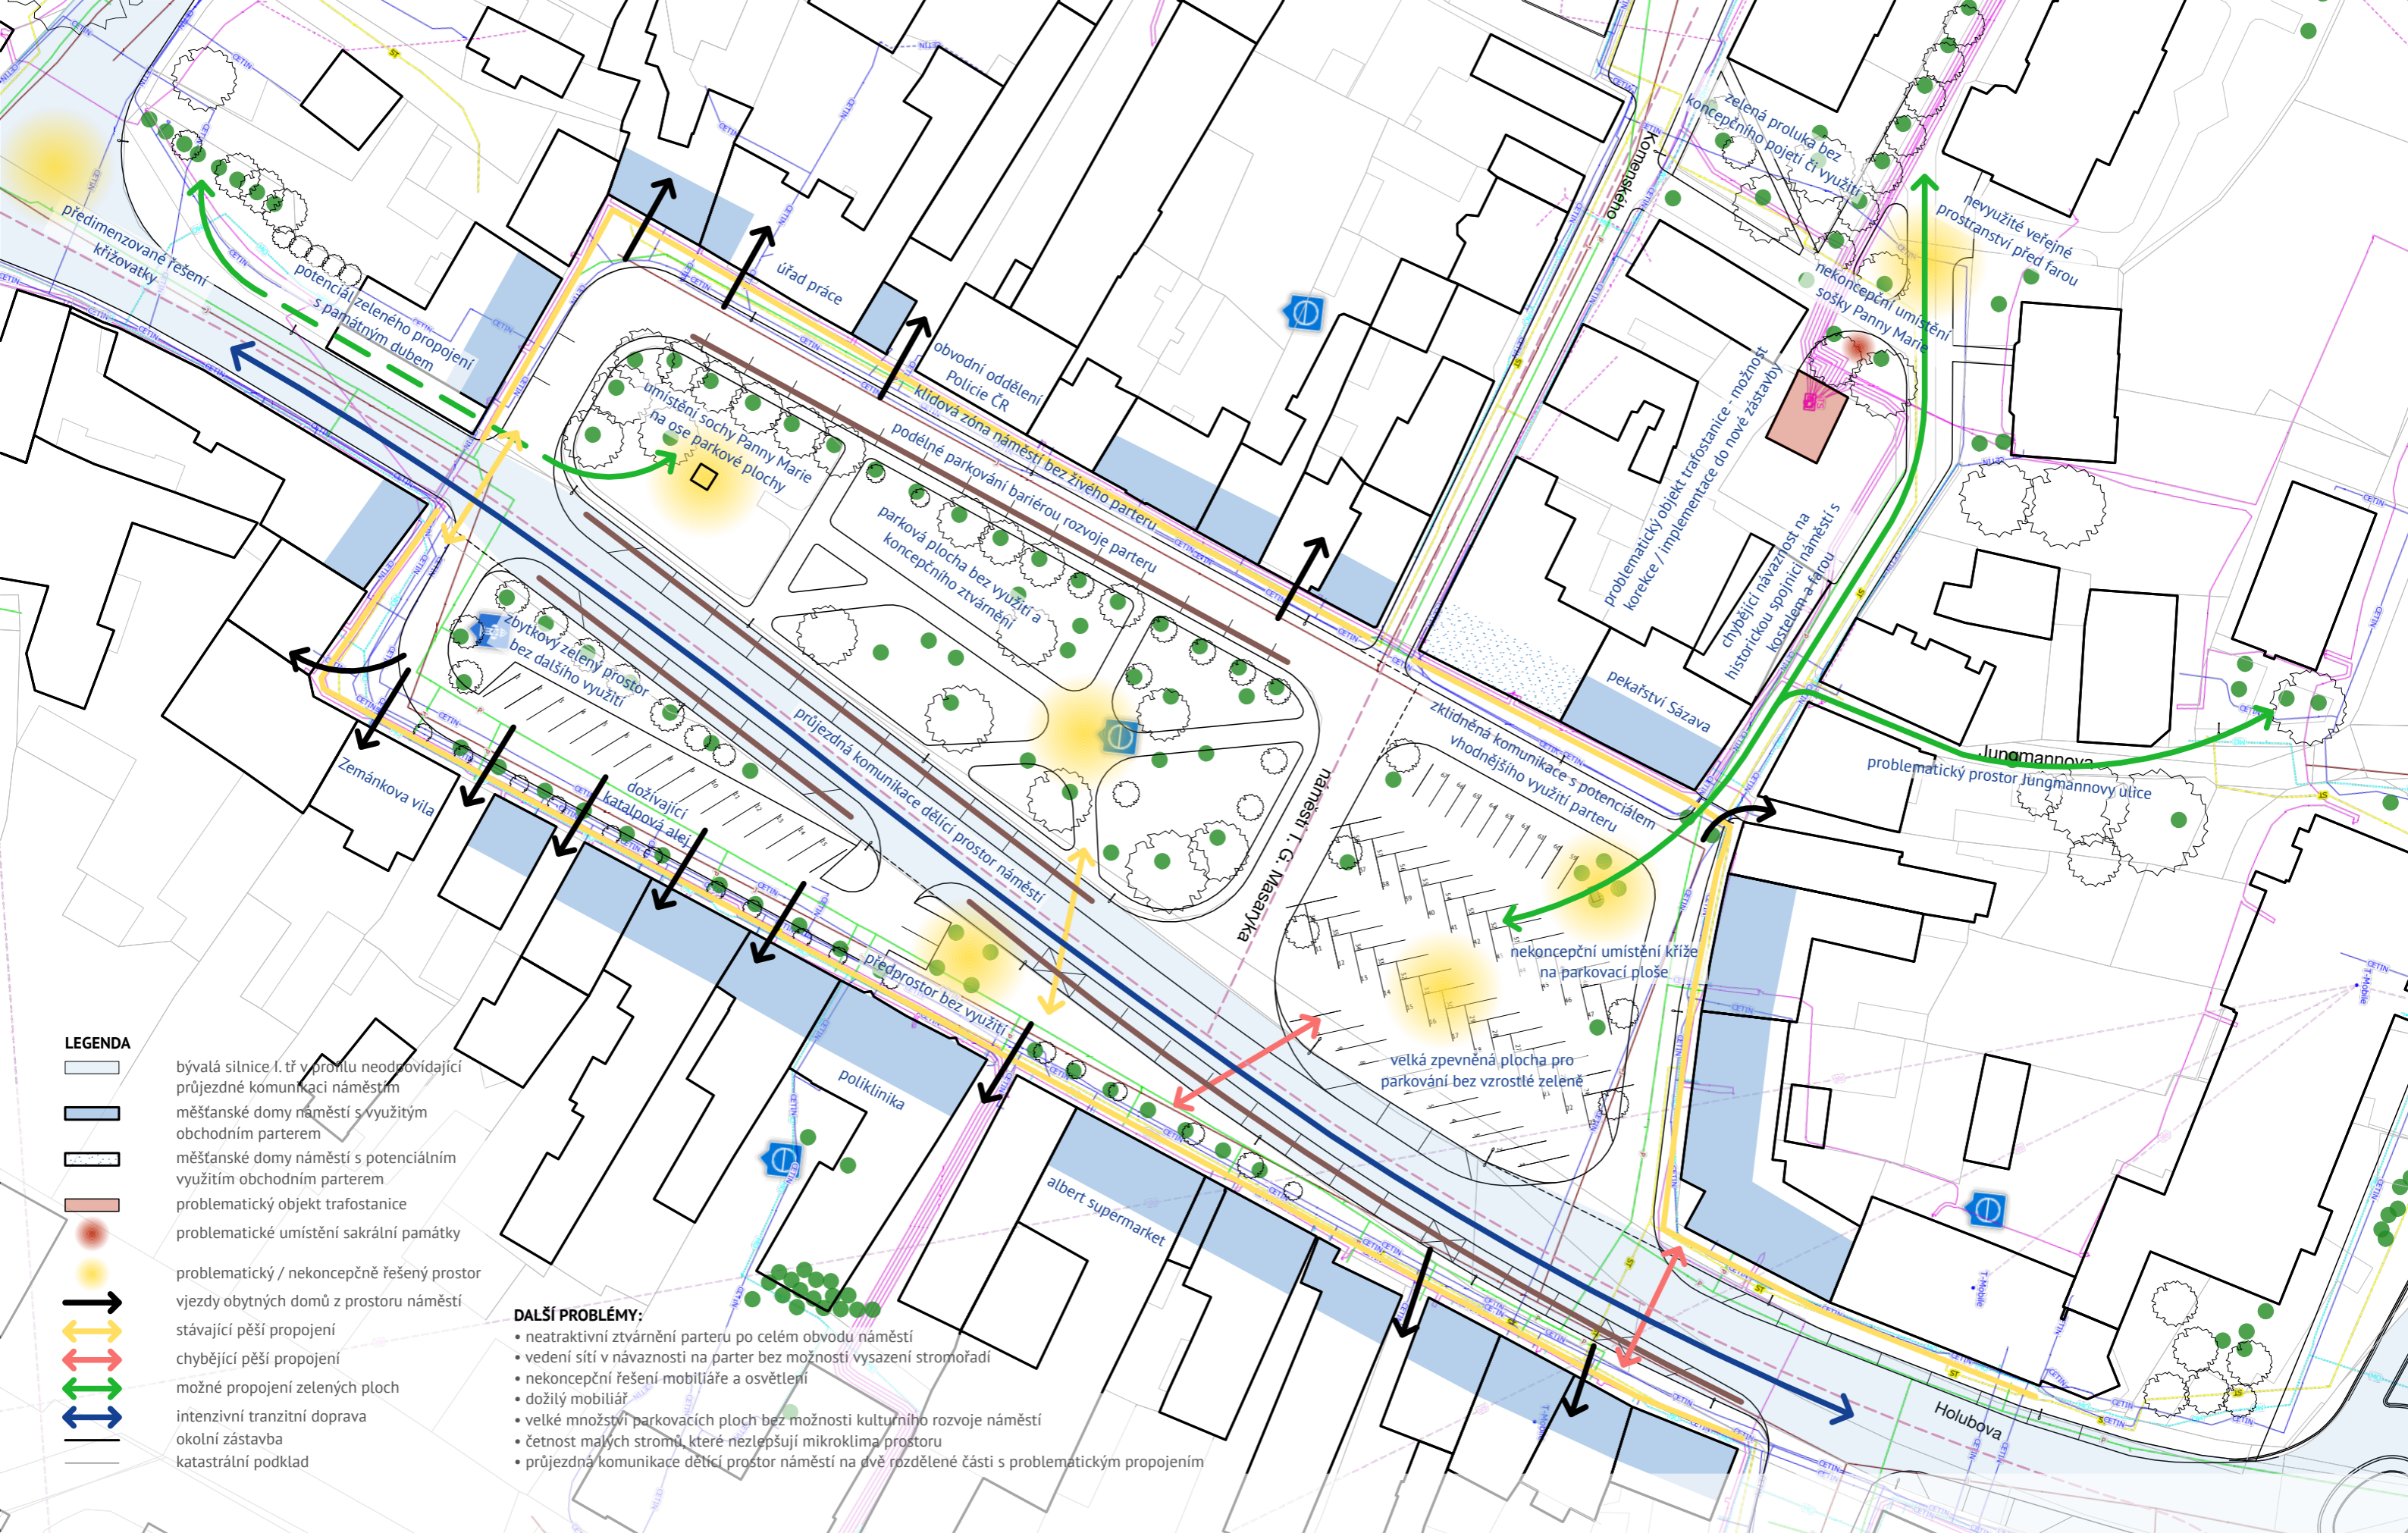 předimenzované řešení
křižovatky
potenciál zeleného propojení
s památným dubem
úřad práce
obvodní oddělení
Policie ČR
klidová zóna náměstí bez živého parteru
podélné parkování bariérou rozvoje parteru
umístění sochy Panny Marie
na ose parkové plochy
parková plocha bez využití a
koncepčního ztvárnění
zbytkový zelený prostor
bez dalšího využití
průjezdná komunikace dělící prostor náměstí
dožívající
katalpová alej
Zemánkova vila
předprostor bez využití
poliklinika
albert supermarket
náměstí T. G. Masaryka
Komenského
zelená proluka bez
koncepčního pojetí či využití
nevyužité veřejné
prostranství před farou
nekoncepční umístění
sošky Panny Marie
problematický objekt trafostanice - možnost
korekce / implementace do nové zástavby
chybějící návaznost na
historickou spojnici náměstí s
kostelem a farou
pekařství Sázava
zklidněná komunikace s potenciálem
vhodnějšího využití parteru
Jungmannova
problematický prostor Jungmannovy ulice
nekoncepční umístění kříže
na parkovací ploše
velká zpevněná plocha pro
parkování bez vzrostlé zeleně
Holubova
CETIN
ST
T-Mobile
LEGENDA
bývalá silnice I. tř v profilu neodpovídající
průjezdné komunikaci náměstím
měšťanské domy náměstí s využitým
obchodním parterem
měšťanské domy náměstí s potenciálním
využitím obchodním parterem
problematický objekt trafostanice
problematické umístění sakrální památky
problematický / nekoncepčně řešený prostor
vjezdy obytných domů z prostoru náměstí
stávající pěší propojení
chybějící pěší propojení
možné propojení zelených ploch
intenzivní tranzitní doprava
okolní zástavba
katastrální podklad
DALŠÍ PROBLÉMY:
• neatraktivní ztvárnění parteru po celém obvodu náměstí
• vedení sítí v návaznosti na parter bez možnosti vysazení stromořadí
• nekoncepční řešení mobiliáře a osvětlení
• dožilý mobiliář
• velké množství parkovacích ploch bez možnosti kulturního rozvoje náměstí
• četnost malých stromů, které nezlepšují mikroklima prostoru
• průjezdná komunikace dělící prostor náměstí na dvě rozdělené části s problematickým propojením